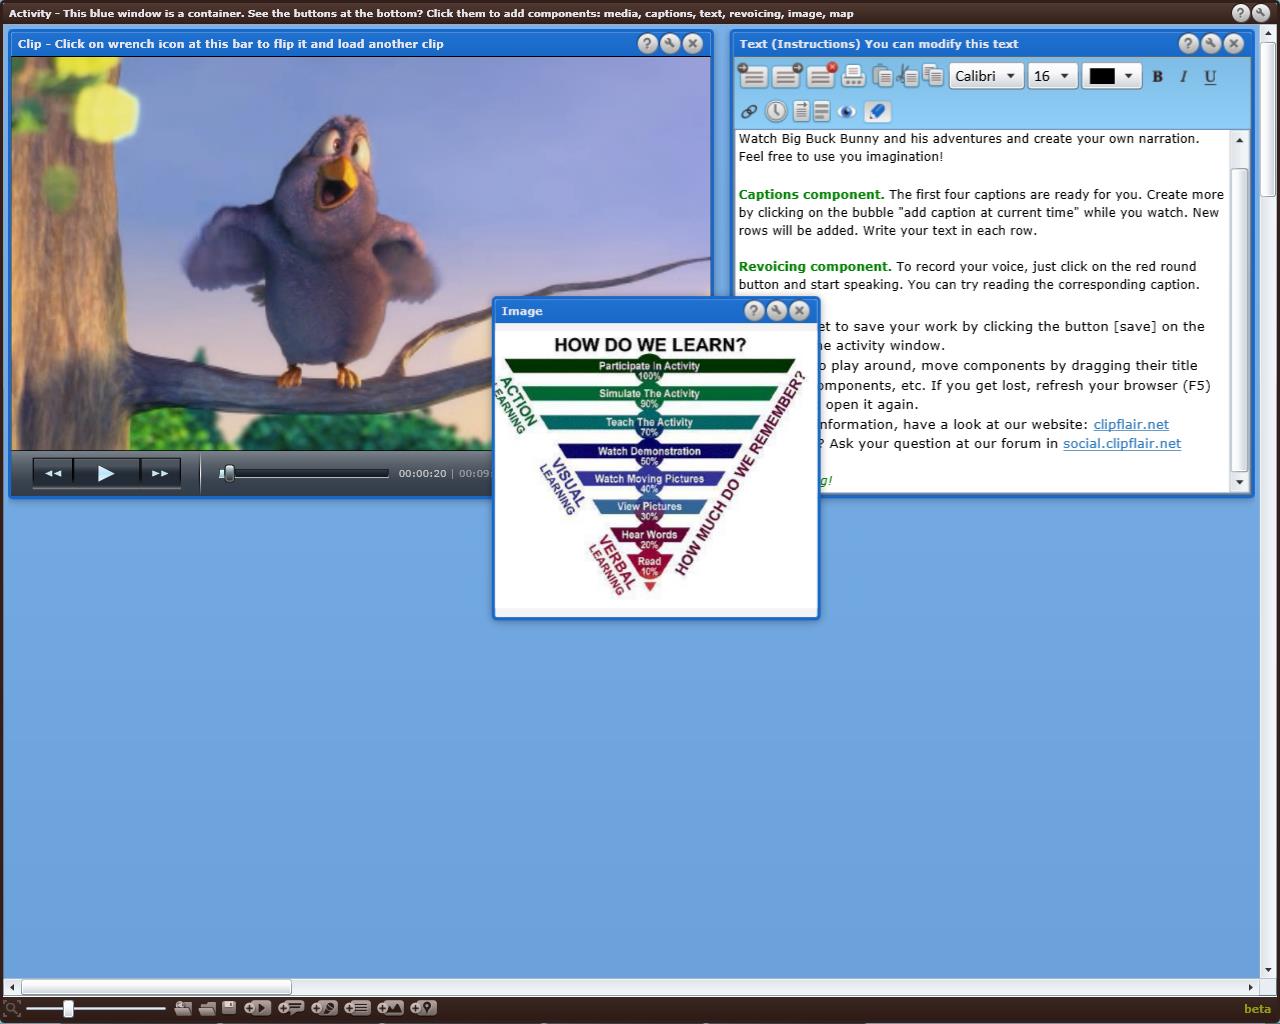 Activity - This blue window is a container. See the buttons at the bottom? Click them to add components: media, captions, text, revoicing, image, map
Clip - Click on wrench icon at this bar to flip it and load another clip
00:00:20 | 00:09:
Text (Instructions) You can modify this text
Calibri
16
B I U
Watch Big Buck Bunny and his adventures and create your own narration.
Feel free to use you imagination!
Captions component. The first four captions are ready for you. Create more
by clicking on the bubble "add caption at current time" while you watch. New
rows will be added. Write your text in each row.
Revoicing component. To record your voice, just click on the red round
button and start speaking. You can try reading the corresponding caption.
et to save your work by clicking the button [save] on the
e activity window.
o play around, move components by dragging their title
omponents, etc. If you get lost, refresh your browser (F5)
open it again.
nformation, have a look at our website: clipflair.net
? Ask your question at our forum in social.clipflair.net
g!
Image
HOW DO WE LEARN?
Participate In Activity
100%
Simulate The Activity
90%
Teach The Activity
70%
Watch Demonstration
50%
Watch Moving Pictures
40%
View Pictures
30%
Hear Words
20%
Read
10%
ACTION
LEARNING
VISUAL
LEARNING
VERBAL
LEARNING
HOW MUCH DO WE REMEMBER?
beta